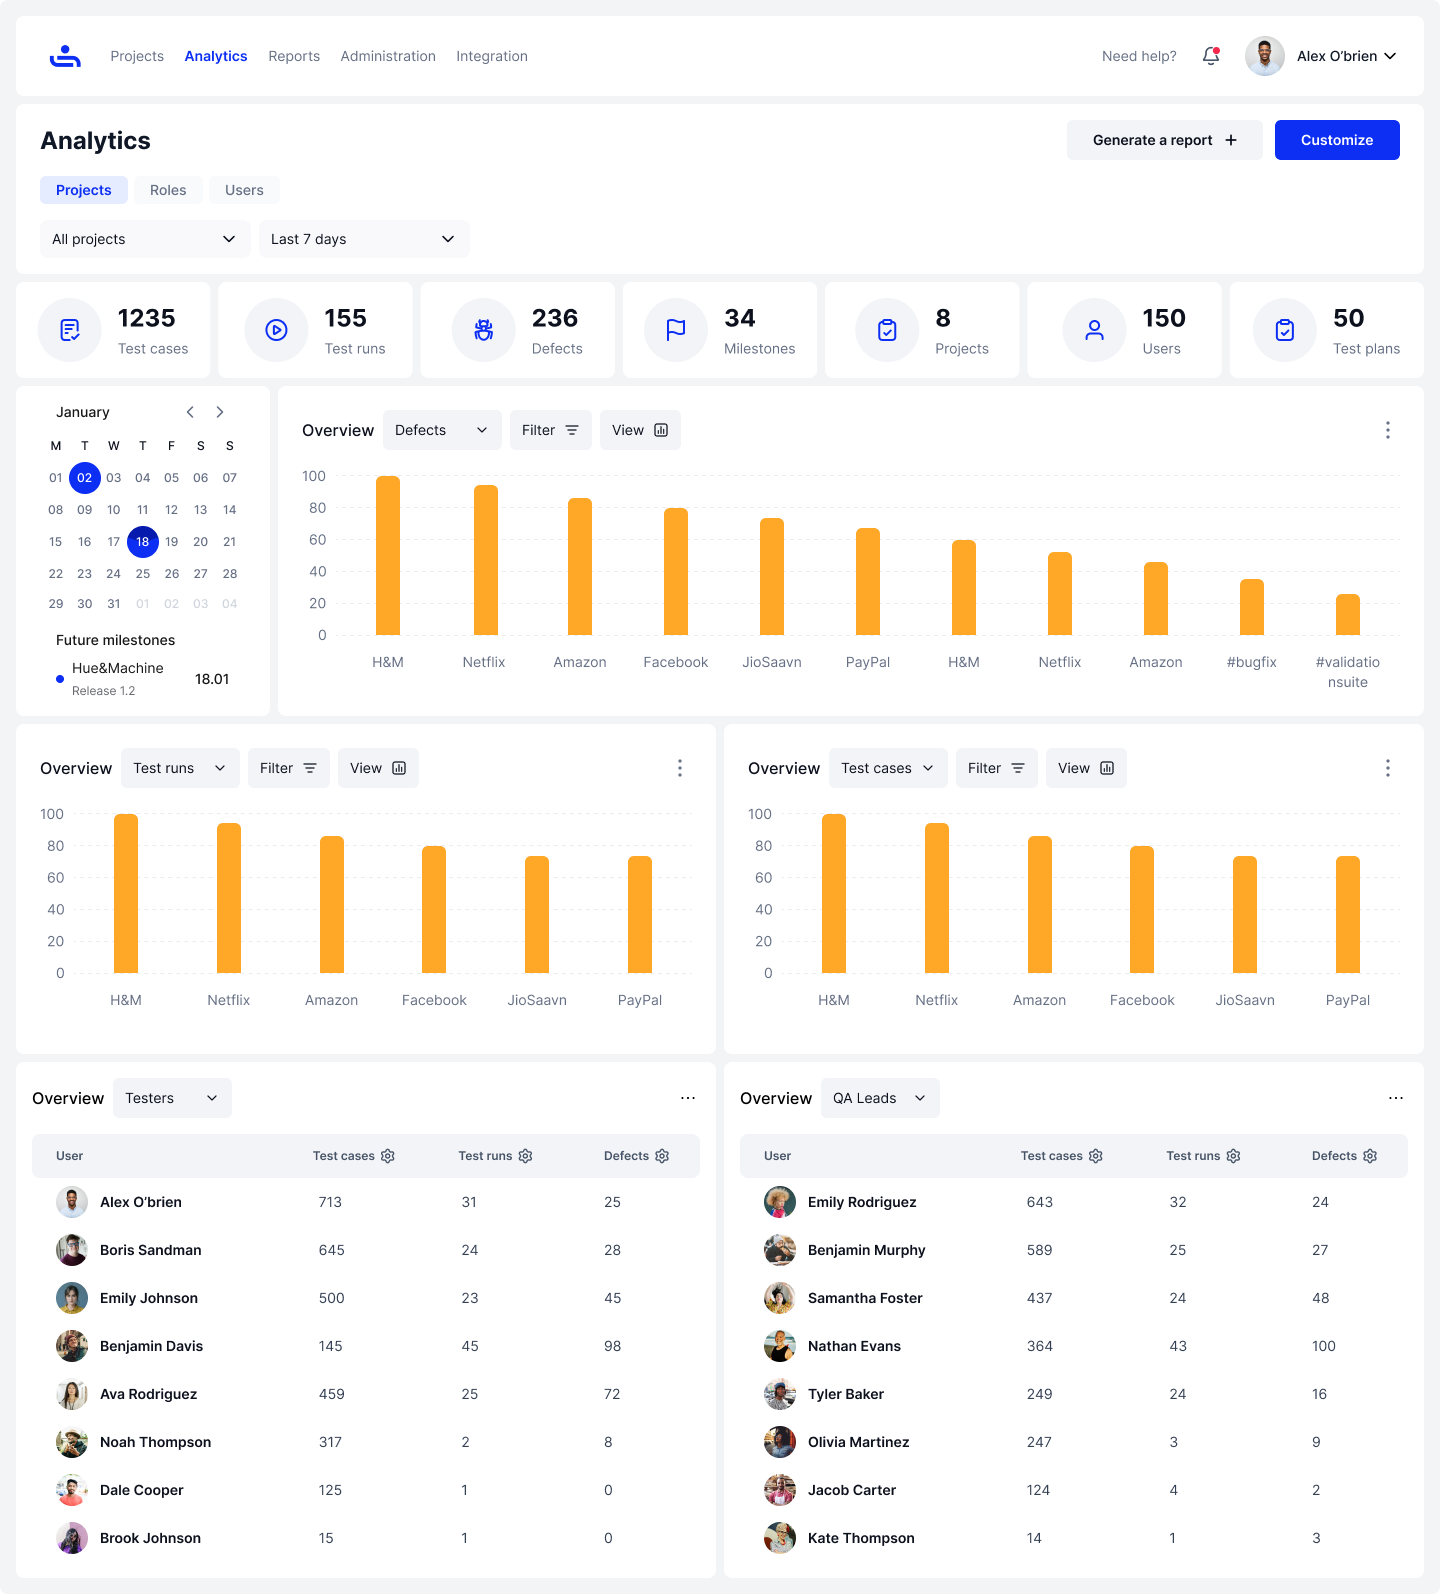 Projects Analytics Reports Administration Integration Need help? Alex O’brien
Analytics
Generate a report Customize
Projects Roles Users
All projects Last 7 days
1235
Test cases
155
Test runs
236
Defects
34
Milestones
8
Projects
150
Users
50
Test plans
January
M T W T F S S
01 02 03 04 05 06 07
08 09 10 11 12 13 14
15 16 17 18 19 20 21
22 23 24 25 26 27 28
29 30 31 01 02 03 04
Future milestones
Hue&Machine
Release 1.2
18.01
Overview Defects Filter View
100
80
60
40
20
0
H&M Netflix Amazon Facebook JioSaavn PayPal H&M Netflix Amazon #bugfix #validatio
nsuite
Overview Test runs Filter View
100
80
60
40
20
0
H&M Netflix Amazon Facebook JioSaavn PayPal
Overview Test cases Filter View
100
80
60
40
20
0
H&M Netflix Amazon Facebook JioSaavn PayPal
Overview Testers
User Test cases Test runs Defects
Alex O’brien 713 31 25
Boris Sandman 645 24 28
Emily Johnson 500 23 45
Benjamin Davis 145 45 98
Ava Rodriguez 459 25 72
Noah Thompson 317 2 8
Dale Cooper 125 1 0
Brook Johnson 15 1 0
Overview QA Leads
User Test cases Test runs Defects
Emily Rodriguez 643 32 24
Benjamin Murphy 589 25 27
Samantha Foster 437 24 48
Nathan Evans 364 43 100
Tyler Baker 249 24 16
Olivia Martinez 247 3 9
Jacob Carter 124 4 2
Kate Thompson 14 1 3